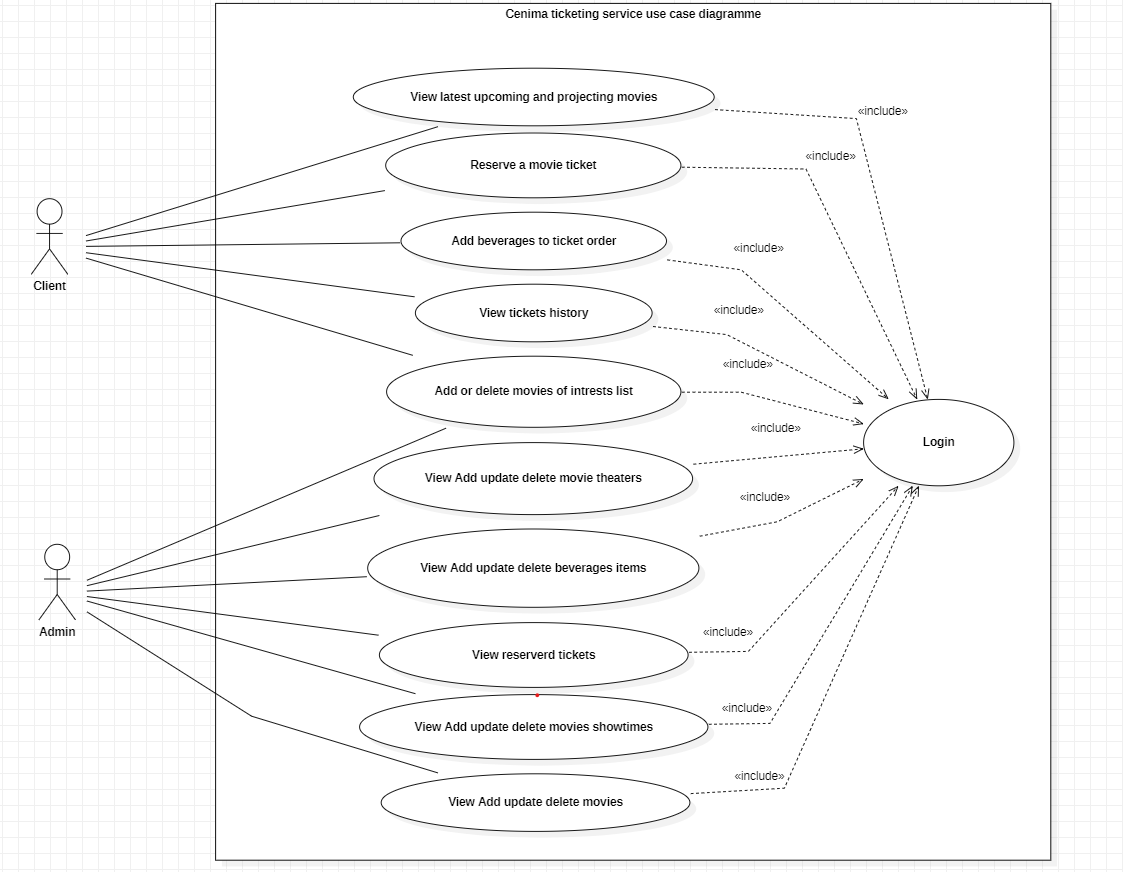 Cenima ticketing service use case diagramme
View latest upcoming and projecting movies
«include»
Reserve a movie ticket
«include»
Add beverages to ticket order
«include»
Client
View tickets history
«include»
Add or delete movies of intrests list
«include»
Login
View Add update delete movie theaters
«include»
View Add update delete beverages items
«include»
Admin
View reserverd tickets
«include»
View Add update delete movies showtimes
«include»
View Add update delete movies
«include»